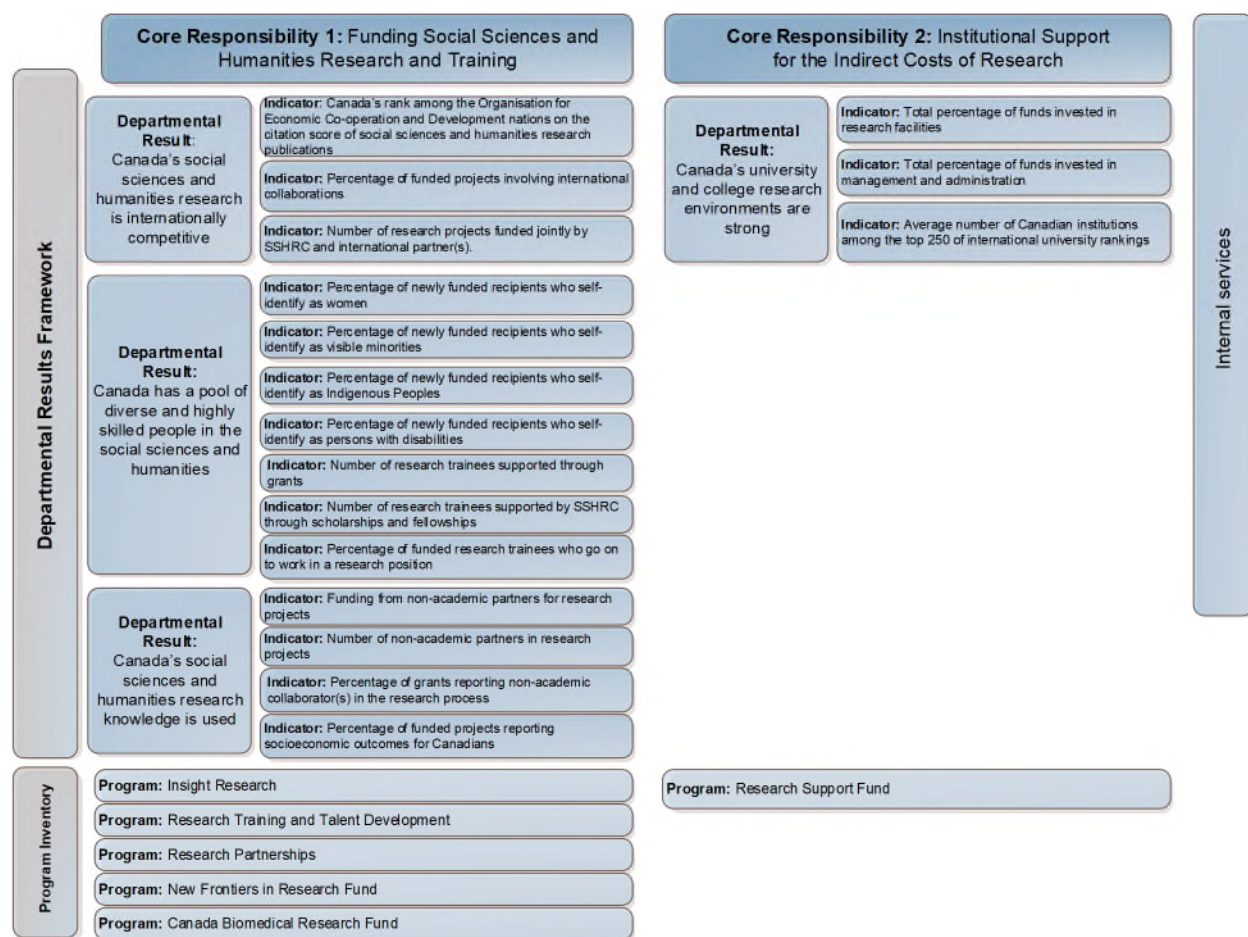 Core Responsibility 1: Funding Social Sciences and
Humanities Research and Training
Core Responsibility 2: Institutional Support
for the Indirect Costs of Research
Internal services
Departmental Results Framework
Departmental
Result:
Canada's social
sciences and
humanities research
is internationally
competitive
Indicator: Canada's rank among the Organisation for
Economic Co-operation and Development nations on the
citation score of social sciences and humanities research
publications
Indicator: Percentage of funded projects involving international
collaborations
Indicator: Number of research projects funded jointly by
SSHRC and international partner(s).
Departmental
Result:
Canada's university
and college research
environments are
strong
Indicator: Total percentage of funds invested in
research facilities
Indicator: Total percentage of funds invested in
management and administration
Indicator: Average number of Canadian institutions
among the top 250 of international university rankings
Departmental
Result:
Canada has a pool of
diverse and highly
skilled people in the
social sciences and
humanities
Indicator: Percentage of newly funded recipients who self-
identify as women
Indicator: Percentage of newly funded recipients who self-
identify as visible minorities
Indicator: Percentage of newly funded recipients who self-
identify as Indigenous Peoples
Indicator: Percentage of newly funded recipients who self-
identify as persons with disabilities
Indicator: Number of research trainees supported through
grants
Indicator: Number of research trainees supported by SSHRC
through scholarships and fellowships
Indicator: Percentage of funded research trainees who go on
to work in a research position
Departmental
Result:
Canada's social
sciences and
humanities research
knowledge is used
Indicator: Funding from non-academic partners for research
projects
Indicator: Number of non-academic partners in research
projects
Indicator: Percentage of grants reporting non-academic
collaborator(s) in the research process
Indicator: Percentage of funded projects reporting
socioeconomic outcomes for Canadians
Program Inventory
Program: Insight Research
Program: Research Training and Talent Development
Program: Research Partnerships
Program: New Frontiers in Research Fund
Program: Canada Biomedical Research Fund
Program: Research Support Fund